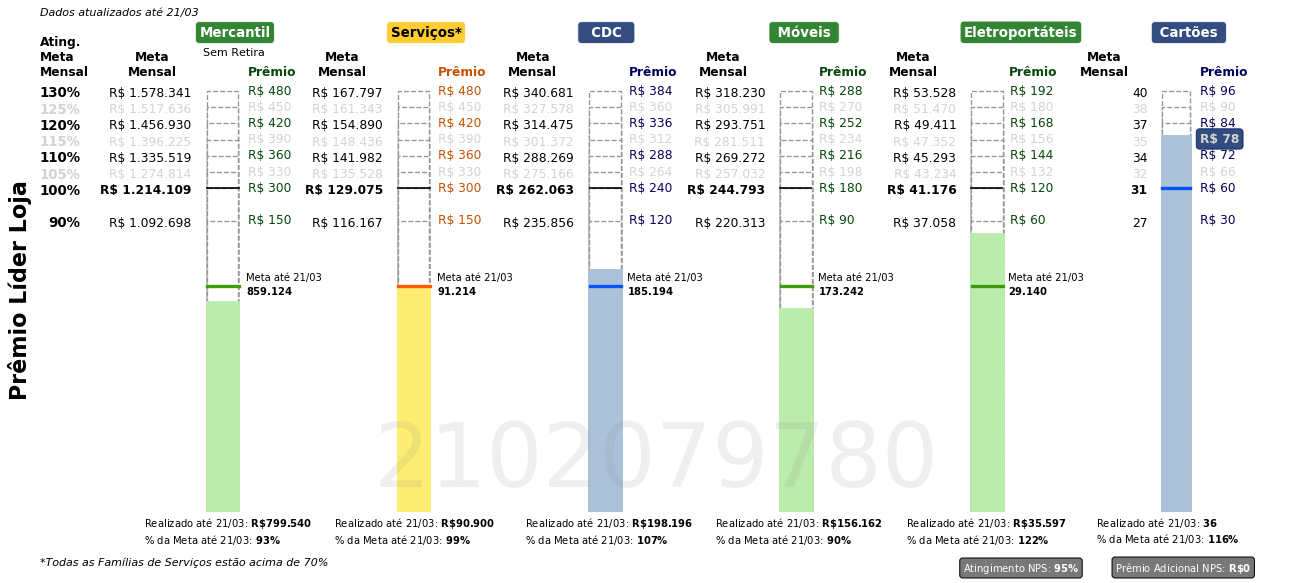 Dados atualizados até 21/03
Mercantil Serviços* CDC Móveis Eletroportáteis Cartões
Sem Retira
Ating. Meta Mensal
Meta Mensal Prêmio Meta Mensal Prêmio Meta Mensal Prêmio Meta Mensal Prêmio Meta Mensal Prêmio Meta Mensal Prêmio
130% R$ 1.578.341 R$ 480 R$ 167.797 R$ 480 R$ 340.681 R$ 384 R$ 318.230 R$ 288 R$ 53.528 R$ 192 40 R$ 96
125% R$ 1.517.636 R$ 450 R$ 161.343 R$ 450 R$ 327.578 R$ 360 R$ 305.991 R$ 270 R$ 51.470 R$ 180 38 R$ 90
120% R$ 1.456.930 R$ 420 R$ 154.890 R$ 420 R$ 314.475 R$ 336 R$ 293.751 R$ 252 R$ 49.411 R$ 168 37 R$ 84
115% R$ 1.396.225 R$ 390 R$ 148.436 R$ 390 R$ 301.372 R$ 312 R$ 281.511 R$ 234 R$ 47.352 R$ 156 35 R$ 78
110% R$ 1.335.519 R$ 360 R$ 141.982 R$ 360 R$ 288.269 R$ 288 R$ 269.272 R$ 216 R$ 45.293 R$ 144 34 R$ 72
105% R$ 1.274.814 R$ 330 R$ 135.528 R$ 330 R$ 275.166 R$ 264 R$ 257.032 R$ 198 R$ 43.234 R$ 132 32 R$ 66
100% R$ 1.214.109 R$ 300 R$ 129.075 R$ 300 R$ 262.063 R$ 240 R$ 244.793 R$ 180 R$ 41.176 R$ 120 31 R$ 60
90% R$ 1.092.698 R$ 150 R$ 116.167 R$ 150 R$ 235.856 R$ 120 R$ 220.313 R$ 90 R$ 37.058 R$ 60 27 R$ 30
Prêmio Líder Loja
Meta até 21/03 Meta até 21/03 Meta até 21/03 Meta até 21/03 Meta até 21/03
859.124 91.214 185.194 173.242 29.140
2102079780
Realizado até 21/03: R$799.540 Realizado até 21/03: R$90.900 Realizado até 21/03: R$198.196 Realizado até 21/03: R$156.162 Realizado até 21/03: R$35.597 Realizado até 21/03: 36
% da Meta até 21/03: 93% % da Meta até 21/03: 99% % da Meta até 21/03: 107% % da Meta até 21/03: 90% % da Meta até 21/03: 122% % da Meta até 21/03: 116%
*Todas as Famílias de Serviços estão acima de 70% Atingimento NPS: 95% Prêmio Adicional NPS: R$0